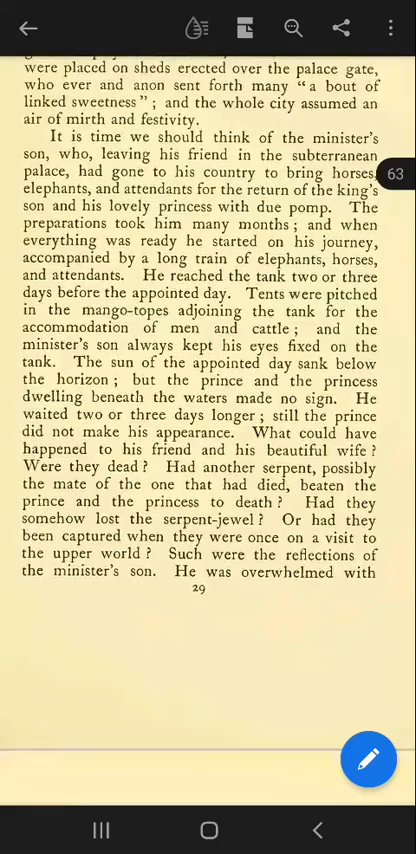 were placed on sheds erected over the palace gate,
who ever and anon sent forth many “a bout of
linked sweetness”; and the whole city assumed an
air of mirth and festivity.
It is time we should think of the minister's
son, who, leaving his friend in the subterranean
palace, had gone to his country to bring horses,
63
elephants, and attendants for the return of the king's
son and his lovely princess with due pomp. The
preparations took him many months; and when
everything was ready he started on his journey,
accompanied by a long train of elephants, horses,
and attendants. He reached the tank two or three
days before the appointed day. Tents were pitched
in the mango-topes adjoining the tank for the
accommodation of men and cattle; and the
minister's son always kept his eyes fixed on the
tank. The sun of the appointed day sank below
the horizon; but the prince and the princess
dwelling beneath the waters made no sign. He
waited two or three days longer; still the prince
did not make his appearance. What could have
happened to his friend and his beautiful wife?
Were they dead? Had another serpent, possibly
the mate of the one that had died, beaten the
prince and the princess to death? Had they
somehow lost the serpent-jewel? Or had they
been captured when they were once on a visit to
the upper world? Such were the reflections of
the minister's son. He was overwhelmed with
29